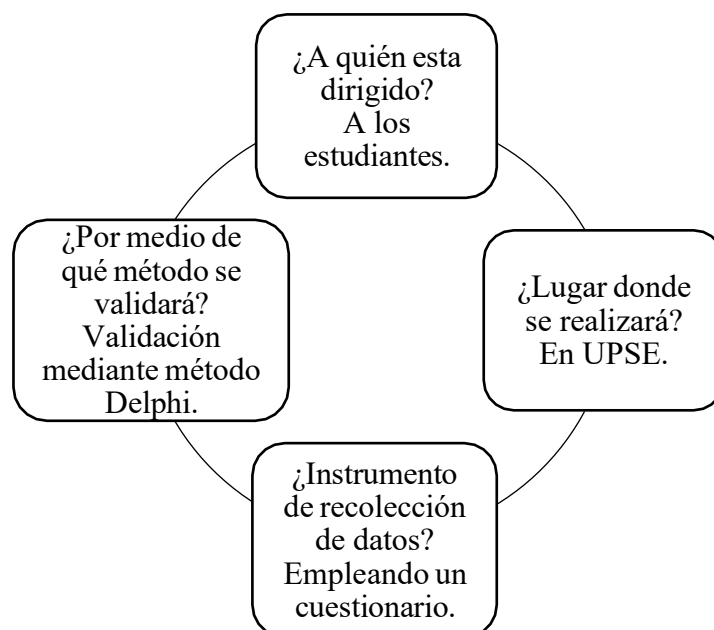 ¿A quién esta
dirigido?
A los
estudiantes.
¿Lugar donde
se realizará?
En UPSE.
¿Instrumento
de recolección
de datos?
Empleando un
cuestionario.
¿Por medio de
qué método se
validará?
Validación
mediante método
Delphi.